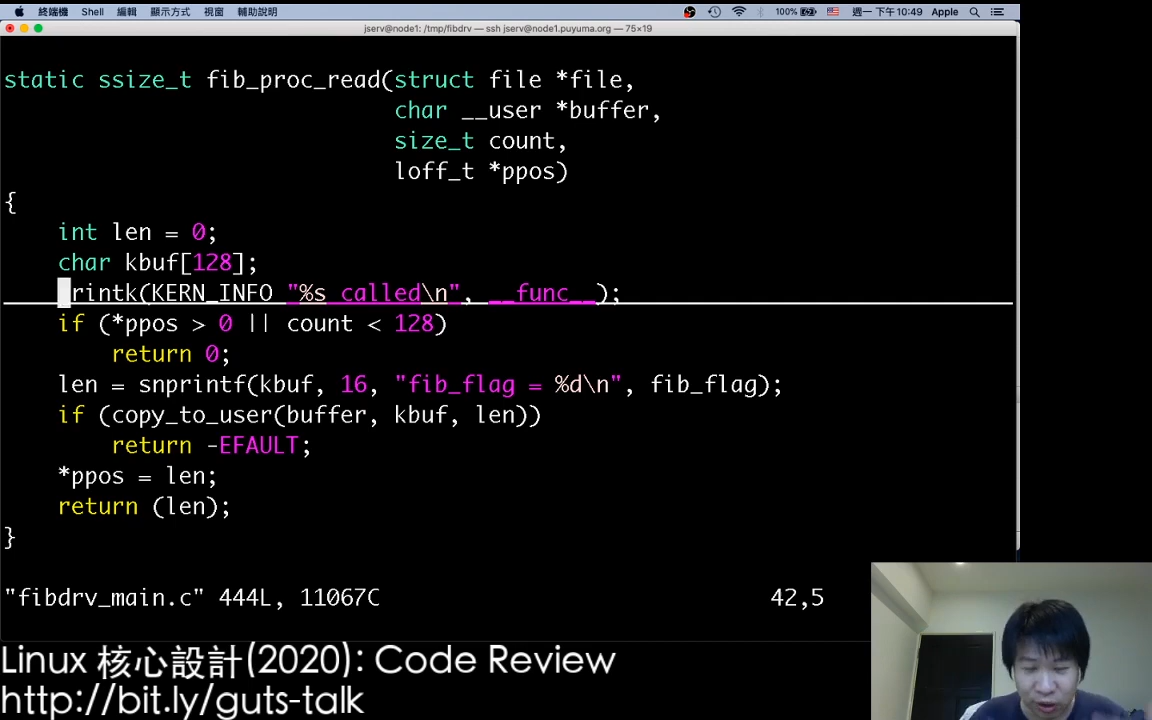 終端機 Shell 編輯 顯示方式 視窗 輔助說明 100% 週一 下午10:49 Apple
jserv@node1: /tmp/fibdrv — ssh jserv@node1.puyuma.org — 75×19
static ssize_t fib_proc_read(struct file *file,
char __user *buffer,
size_t count,
loff_t *ppos)
{
int len = 0;
char kbuf[128];
rintk(KERN_INFO "%s called\n", __func__);
if (*ppos > 0 || count < 128)
return 0;
len = snprintf(kbuf, 16, "fib_flag = %d\n", fib_flag);
if (copy_to_user(buffer, kbuf, len))
return -EFAULT;
*ppos = len;
return (len);
}
"fibdrv_main.c" 444L, 11067C 42,5
Linux 核心設計(2020): Code Review
http://bit.ly/guts-talk